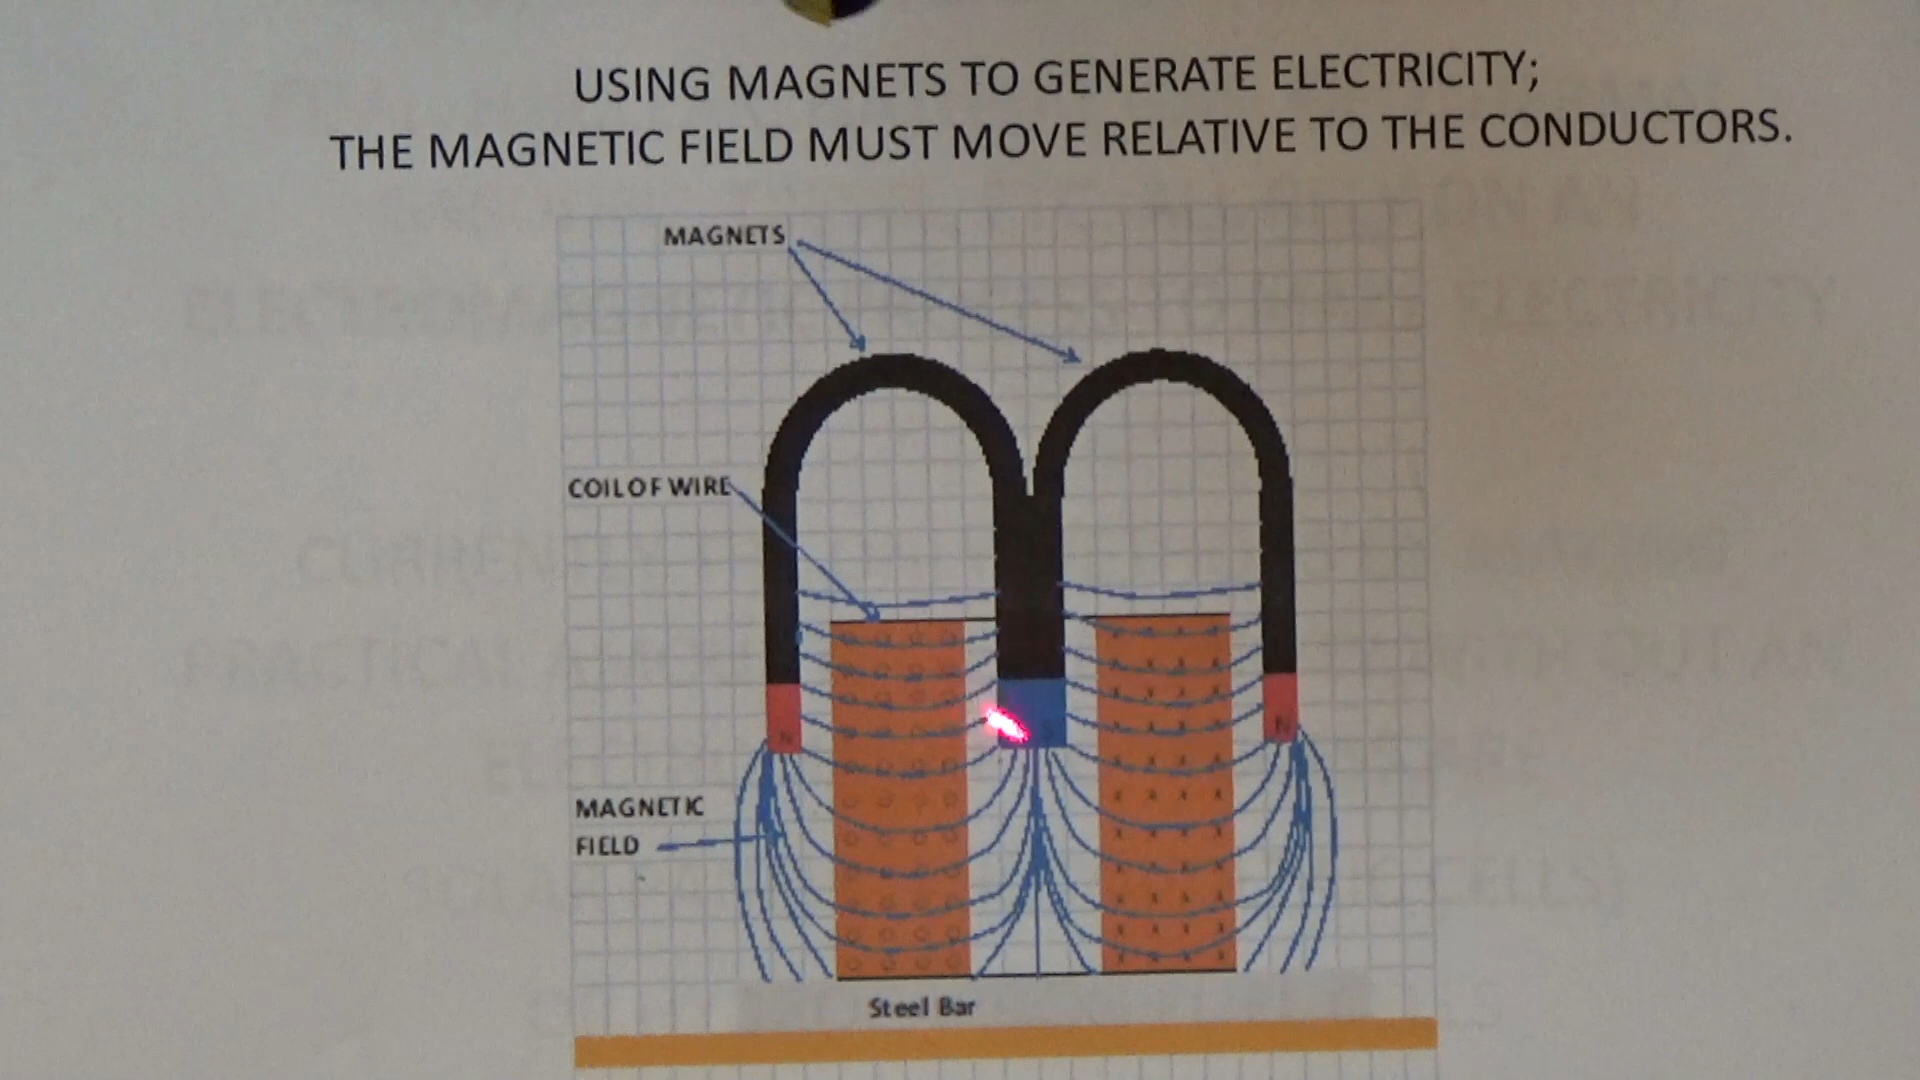 USING MAGNETS TO GENERATE ELECTRICITY;
THE MAGNETIC FIELD MUST MOVE RELATIVE TO THE CONDUCTORS.
MAGNETS
COIL OF WIRE
N
N
MAGNETIC
FIELD
Steel Bar